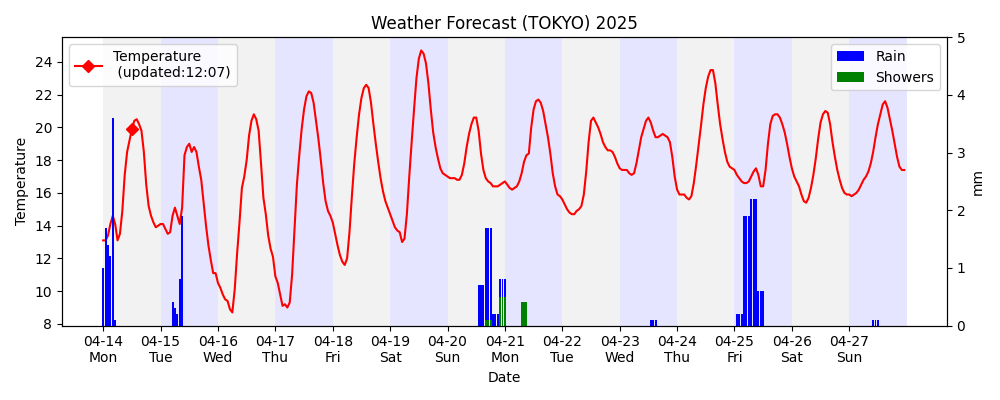 Weather Forecast (TOKYO) 2025
Temperature
(updated:12:07)
Rain
Showers
Temperature
24
22
20
18
16
14
12
10
8
5
4
3
2
1
0
mm
04-14 04-15 04-16 04-17 04-18 04-19 04-20 04-21 04-22 04-23 04-24 04-25 04-26 04-27
Mon Tue Wed Thu Fri Sat Sun Mon Tue Wed Thu Fri Sat Sun
Date